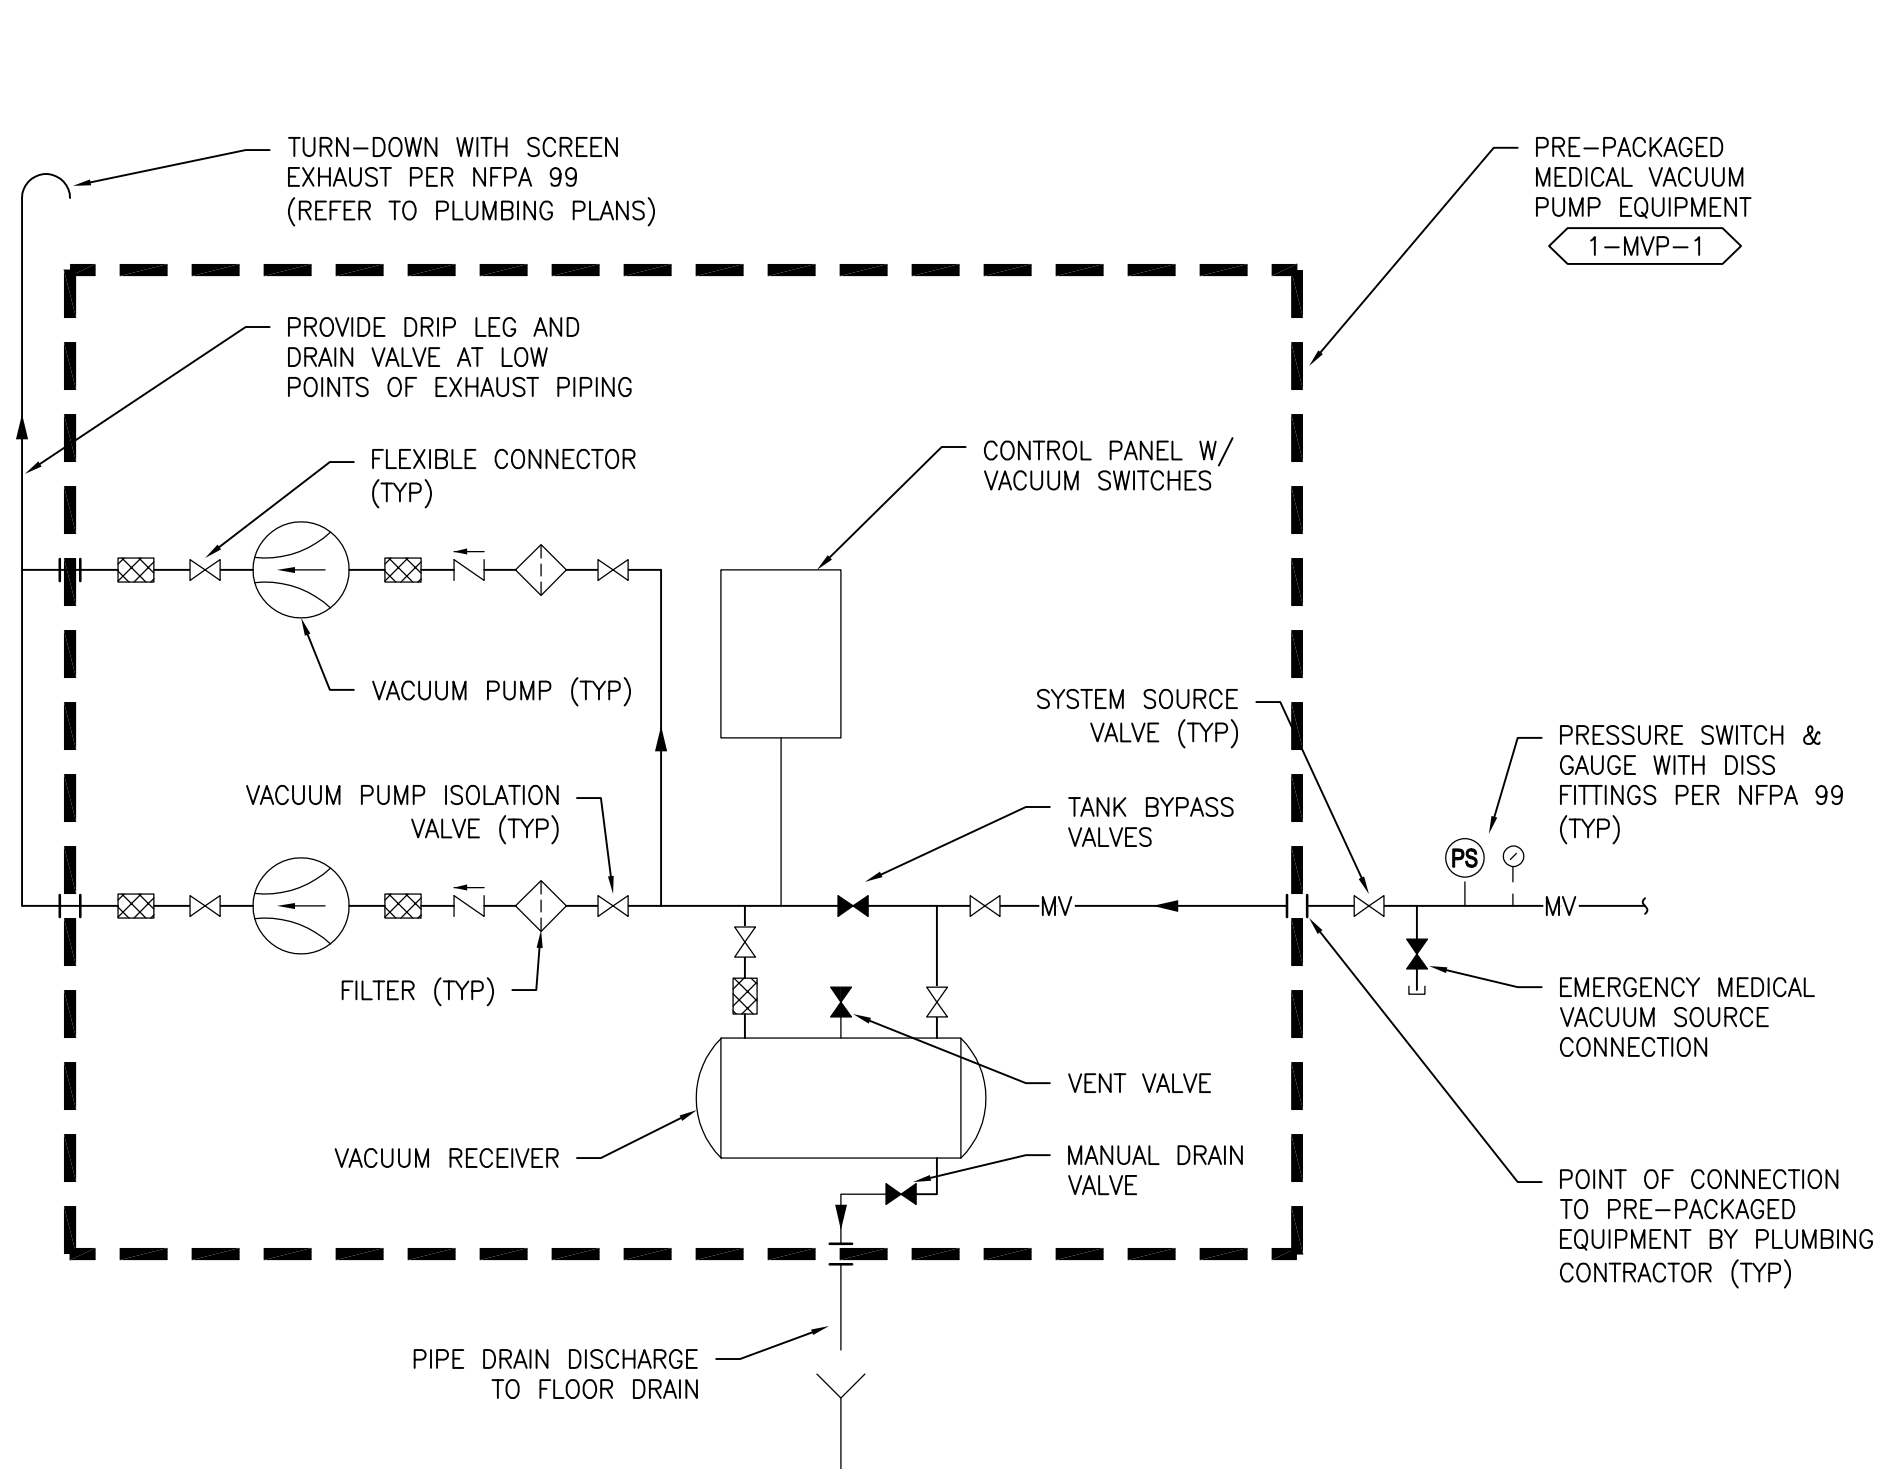 TURN-DOWN WITH SCREEN
EXHAUST PER NFPA 99
(REFER TO PLUMBING PLANS)
PRE-PACKAGED
MEDICAL VACUUM
PUMP EQUIPMENT
1-MVP-1
PROVIDE DRIP LEG AND
DRAIN VALVE AT LOW
POINTS OF EXHAUST PIPING
FLEXIBLE CONNECTOR
(TYP)
CONTROL PANEL W/
VACUUM SWITCHES
VACUUM PUMP (TYP)
SYSTEM SOURCE
VALVE (TYP)
PRESSURE SWITCH &
GAUGE WITH DISS
FITTINGS PER NFPA 99
(TYP)
VACUUM PUMP ISOLATION
VALVE (TYP)
TANK BYPASS
VALVES
PS
MV
MV
FILTER (TYP)
EMERGENCY MEDICAL
VACUUM SOURCE
CONNECTION
VENT VALVE
VACUUM RECEIVER
MANUAL DRAIN
VALVE
POINT OF CONNECTION
TO PRE-PACKAGED
EQUIPMENT BY PLUMBING
CONTRACTOR (TYP)
PIPE DRAIN DISCHARGE
TO FLOOR DRAIN